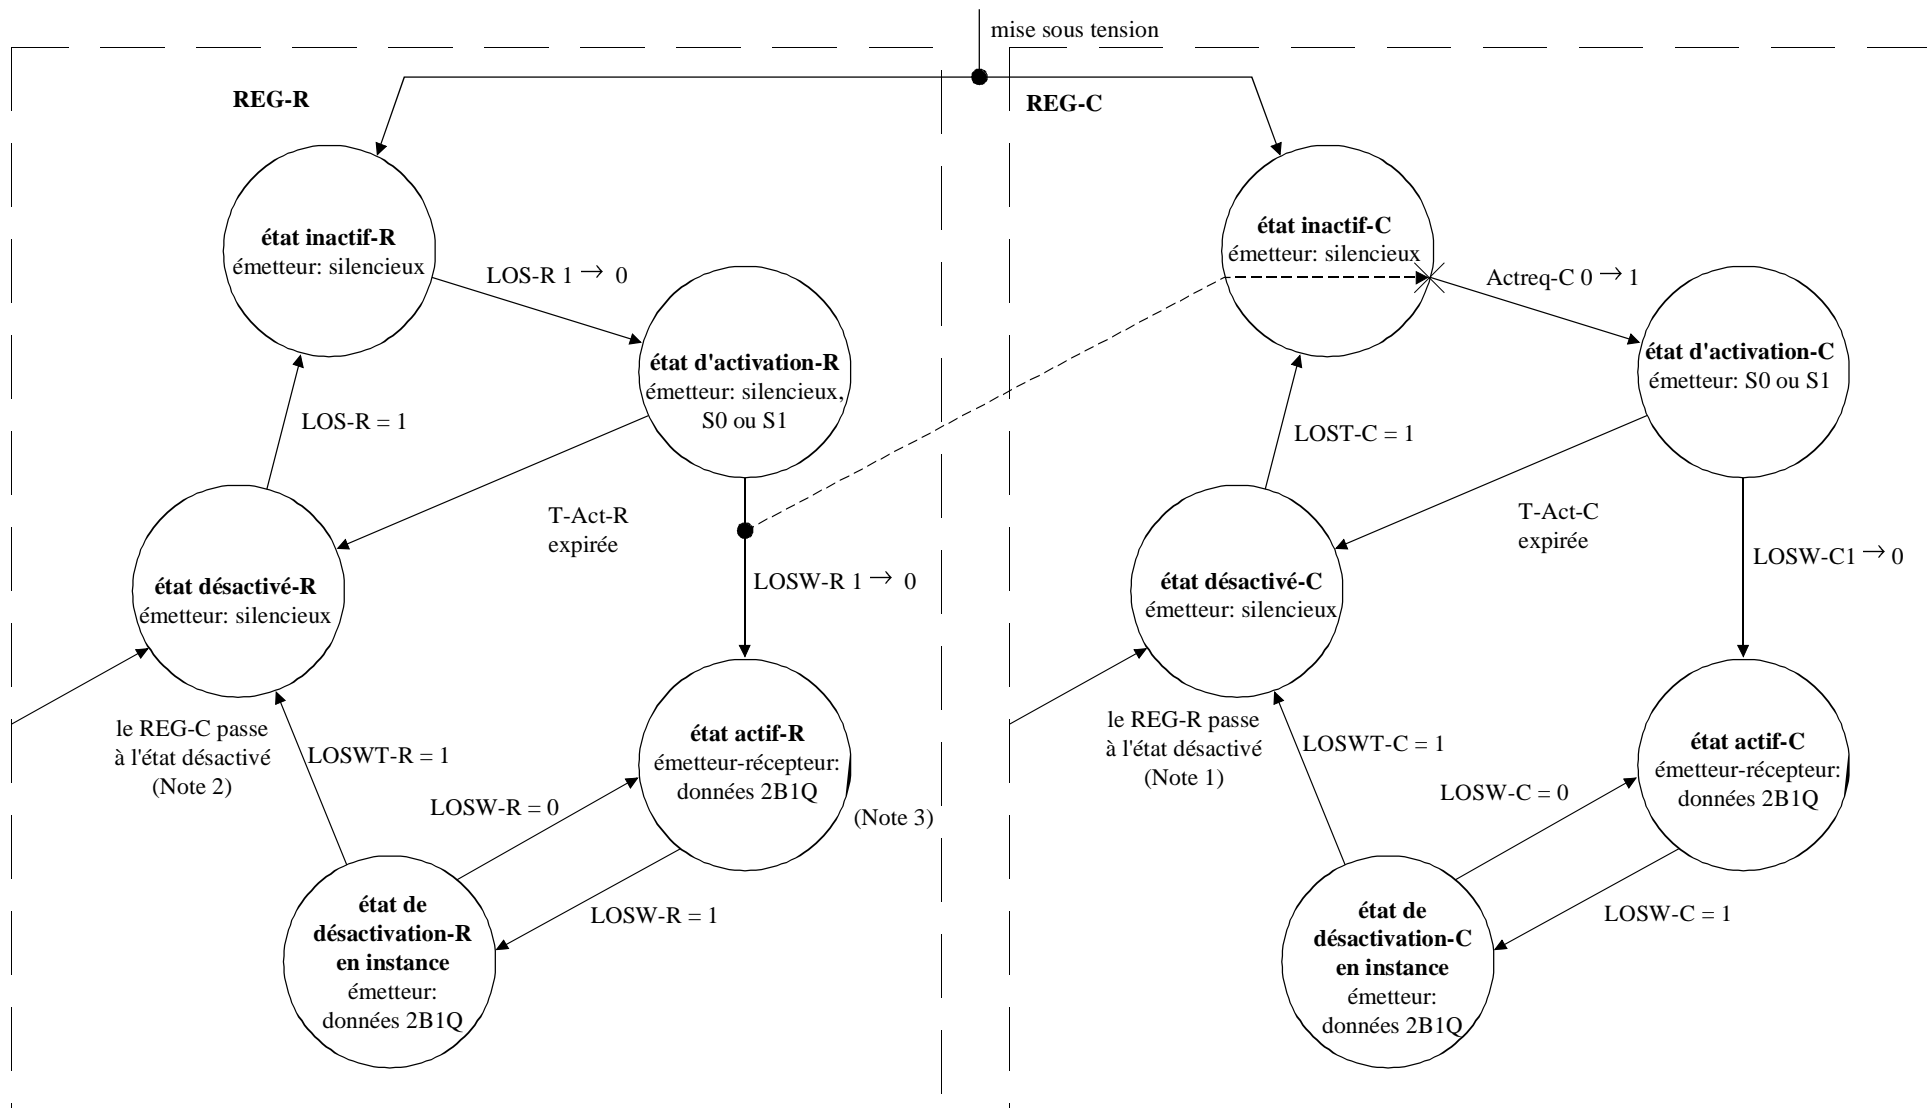 mise sous tension
REG-R
état inactif-R
émetteur: silencieux
LOS-R 1 → 0
état d'activation-R
émetteur: silencieux,
S0 ou S1
LOS-R = 1
T-Act-R
expirée
LOSW-R 1 → 0
état désactivé-R
émetteur: silencieux
le REG-C passe
à l'état désactivé
(Note 2)
LOSWT-R = 1
état actif-R
émetteur-récepteur:
données 2B1Q
(Note 3)
LOSW-R = 0
LOSW-R = 1
état de
désactivation-R
en instance
émetteur:
données 2B1Q
REG-C
état inactif-C
émetteur: silencieux
Actreq-C 0 → 1
état d'activation-C
émetteur: S0 ou S1
LOST-C = 1
T-Act-C
expirée
LOSW-C1 → 0
état désactivé-C
émetteur: silencieux
le REG-R passe
à l'état désactivé
(Note 1)
LOSWT-C = 1
état actif-C
émetteur-récepteur:
données 2B1Q
LOSW-C = 0
LOSW-C = 1
état de
désactivation-C
en instance
émetteur:
données 2B1Q